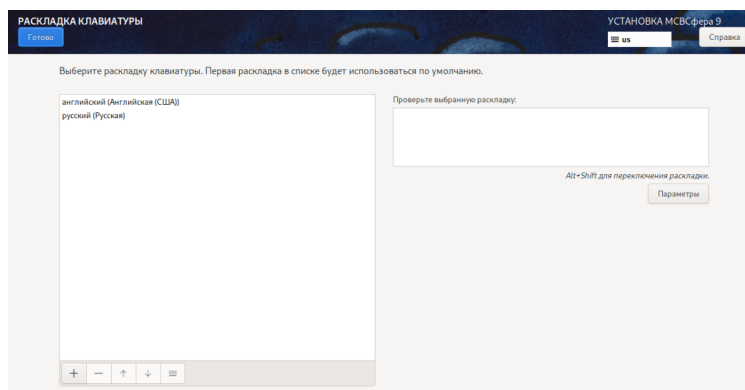 РАСКЛАДКА КЛАВИАТУРЫ
УСТАНОВКА МСВСфера 9
Готово
us
Справка
Выберите раскладку клавиатуры. Первая раскладка в списке будет использоваться по умолчанию.
английский (Английская (США))
русский (Русская)
Проверьте выбранную раскладку:
Alt+Shift для переключения раскладки.
Параметры